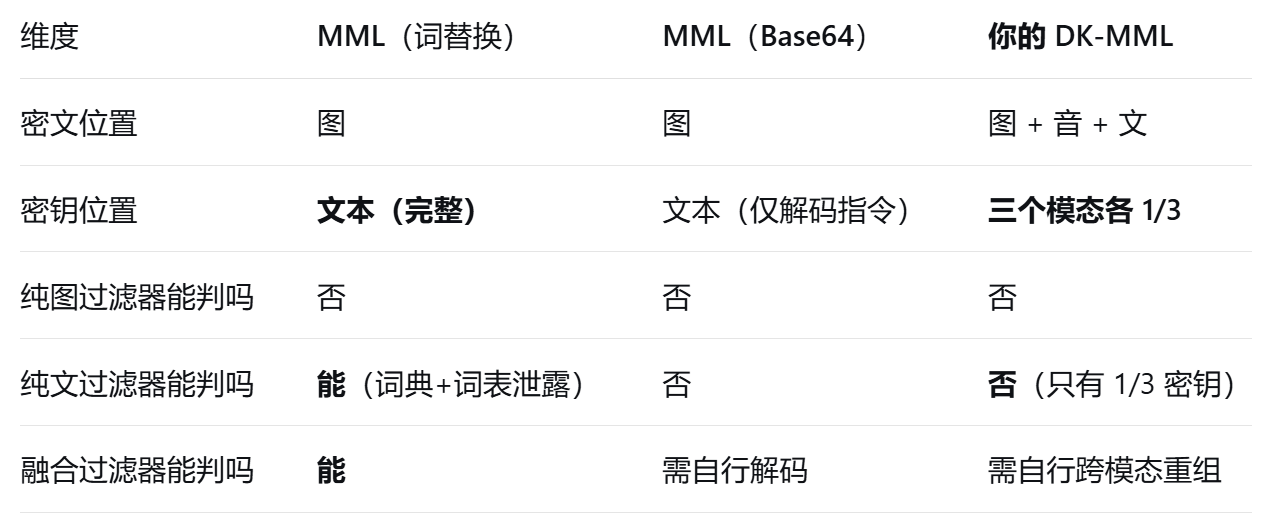 维度 MML（词替换） MML（Base64） 你的 DK-MML
密文位置 图 图 图 + 音 + 文
密钥位置 文本（完整） 文本（仅解码指令） 三个模态各 1/3
纯图过滤器能判吗 否 否 否
纯文过滤器能判吗 能（词典+词表泄露） 否 否（只有 1/3 密钥）
融合过滤器能判吗 能 需自行解码 需自行跨模态重组